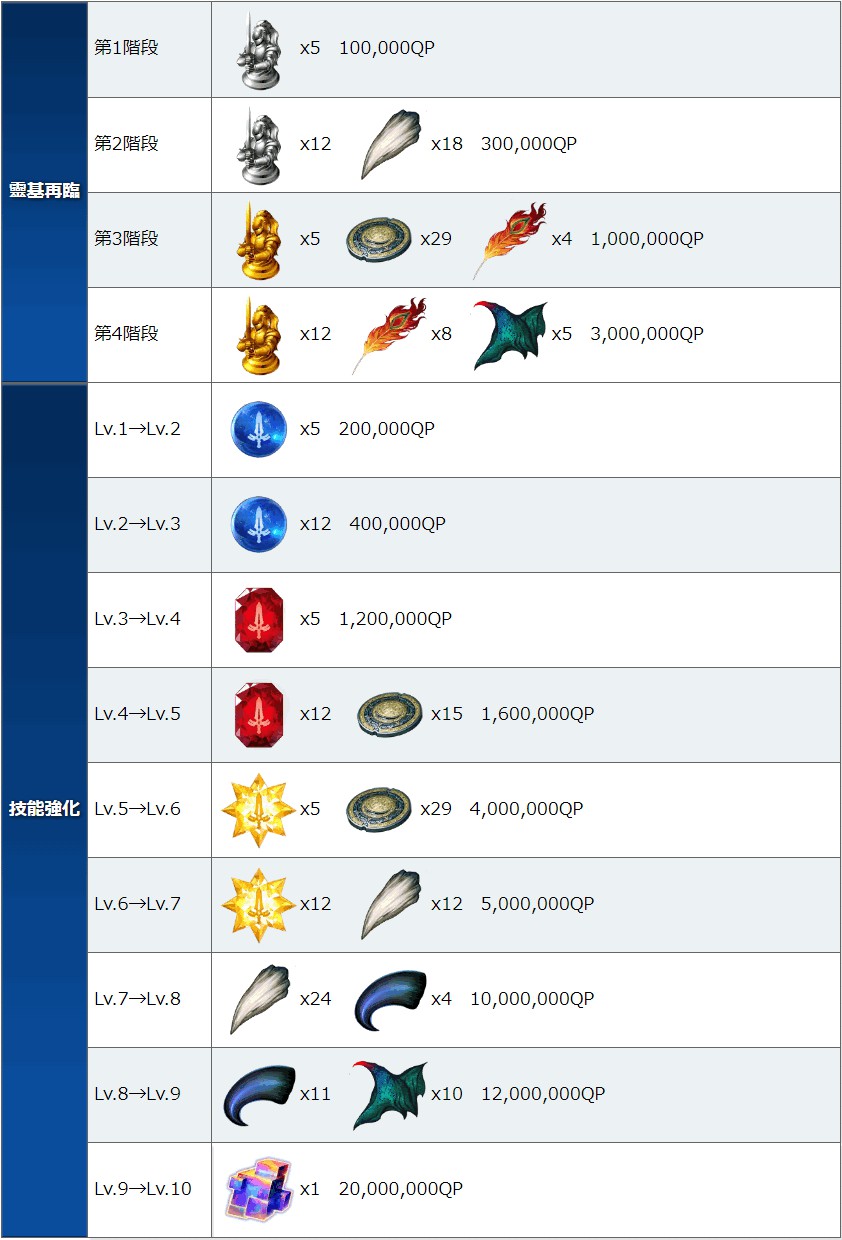 靈基再臨
第1階段 x5 100,000QP
第2階段 x12 x18 300,000QP
第3階段 x5 x29 x4 1,000,000QP
第4階段 x12 x8 x5 3,000,000QP
技能強化
Lv.1→Lv.2 x5 200,000QP
Lv.2→Lv.3 x12 400,000QP
Lv.3→Lv.4 x5 1,200,000QP
Lv.4→Lv.5 x12 x15 1,600,000QP
Lv.5→Lv.6 x5 x29 4,000,000QP
Lv.6→Lv.7 x12 x12 5,000,000QP
Lv.7→Lv.8 x24 x4 10,000,000QP
Lv.8→Lv.9 x11 x10 12,000,000QP
Lv.9→Lv.10 x1 20,000,000QP